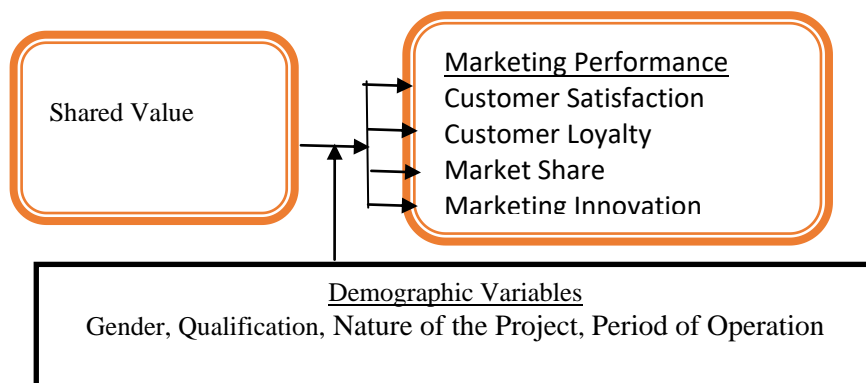 Shared Value
Marketing Performance
Customer Satisfaction
Customer Loyalty
Market Share
Marketing Innovation
Demographic Variables
Gender, Qualification, Nature of the Project, Period of Operation